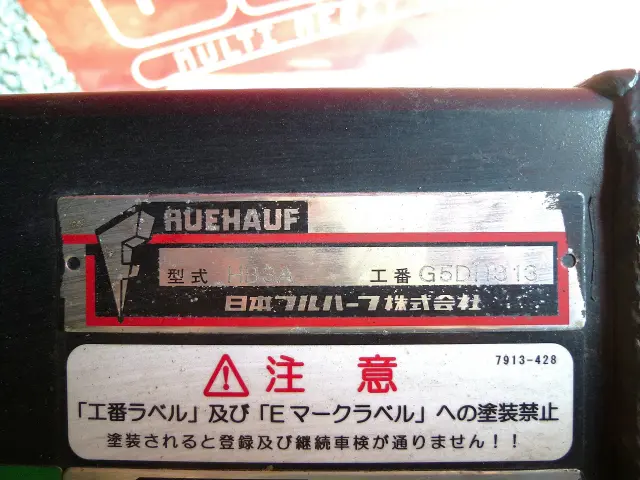 RUEHAUF
型式 工番
日本フルハーフ株式会社
注意 7913-428
「工番ラベル」及び「Eマークラベル」への塗装禁止
塗装されると登録及び継続車検が通りません!!